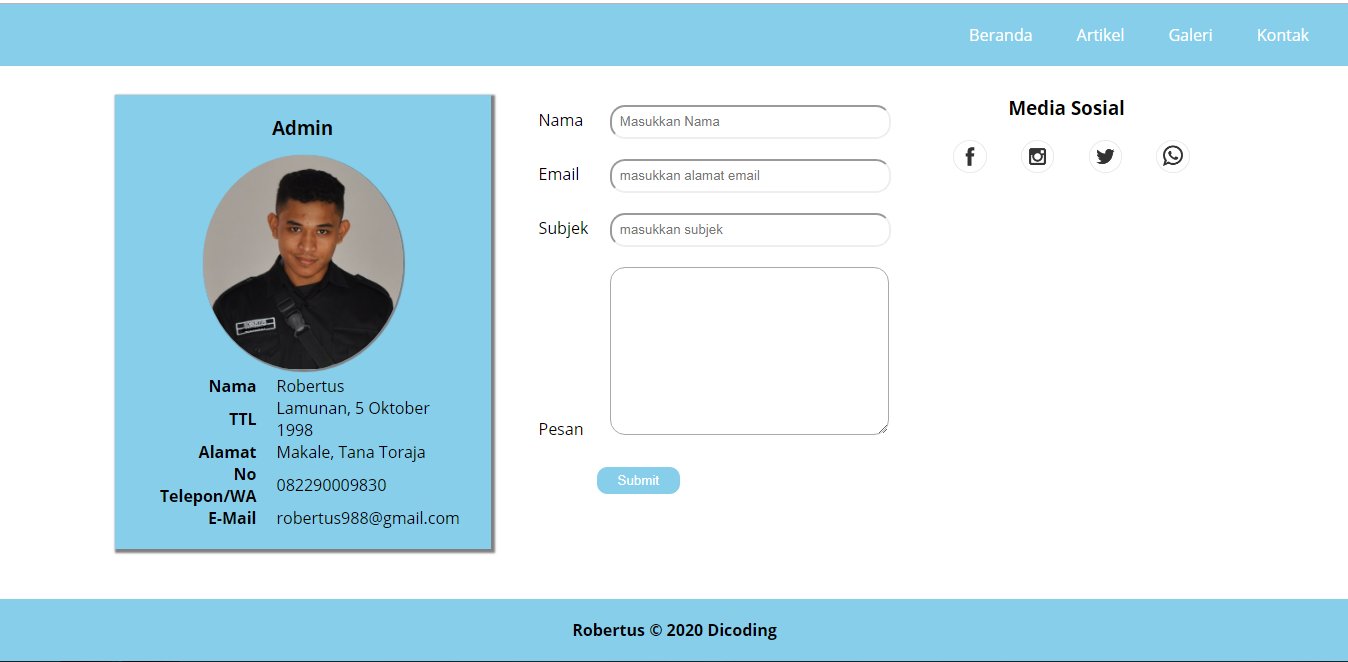 Beranda Artikel Galeri Kontak
Admin
Nama Robertus
TTL Lamunan, 5 Oktober
1998
Alamat Makale, Tana Toraja
No
Telepon/WA 082290009830
E-Mail robertus988@gmail.com
Nama Masukkan Nama
Email masukkan alamat email
Subjek masukkan subjek
Pesan
Submit
Media Sosial
Robertus © 2020 Dicoding